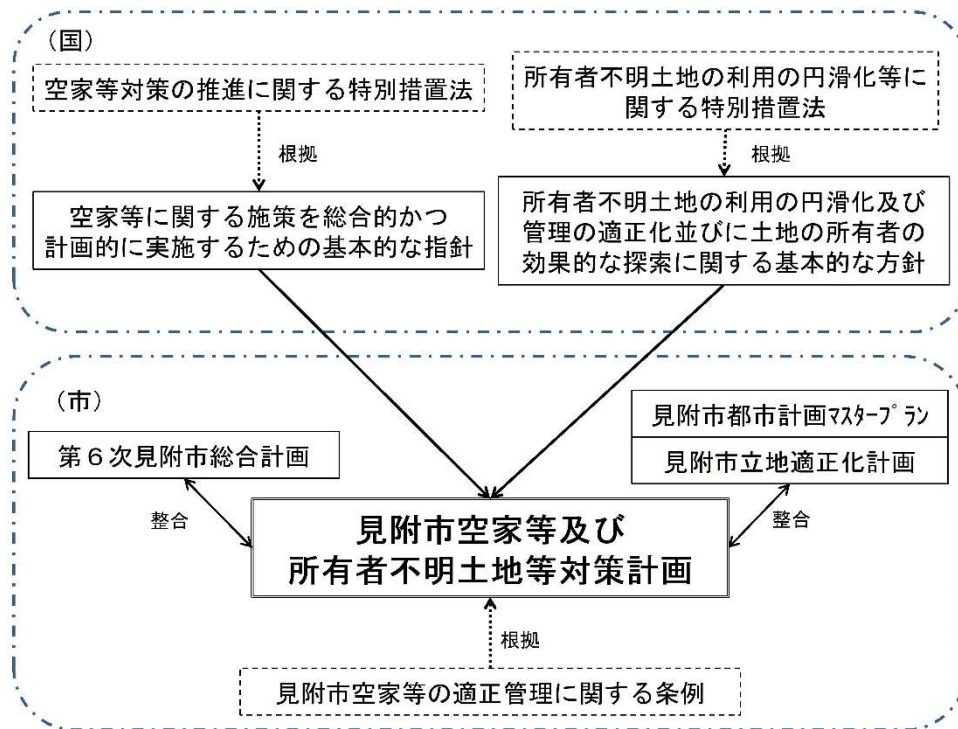 （国）
空家等対策の推進に関する特別措置法
所有者不明土地の利用の円滑化等に
関する特別措置法
根拠
根拠
空家等に関する施策を総合的かつ
計画的に実施するための基本的な指針
所有者不明土地の利用の円滑化及び
管理の適正化並びに土地の所有者の
効果的な探索に関する基本的な方針
（市）
第６次見附市総合計画
見附市都市計画ﾏｽﾀｰﾌﾟﾗﾝ
見附市立地適正化計画
整合
整合
見附市空家等及び
所有者不明土地等対策計画
根拠
見附市空家等の適正管理に関する条例